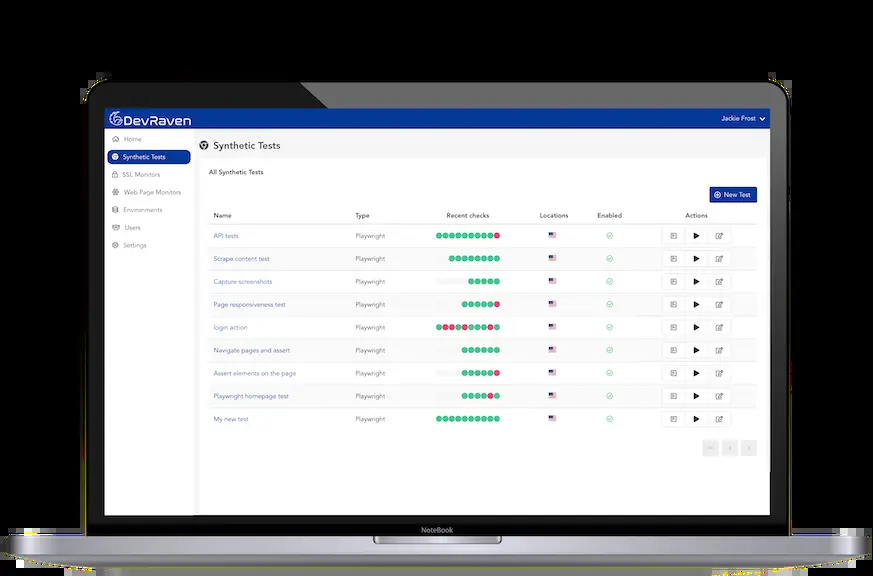 DevRaven
Jackie Frost
Home
Synthetic Tests
SSL Monitors
Web Page Monitors
Environments
Users
Settings
Synthetic Tests
All Synthetic Tests
New Test
Name Type Recent checks Locations Enabled Actions
API tests Playwright
Scrape content test Playwright
Capture screenshots Playwright
Page responsiveness test Playwright
login action Playwright
Navigate pages and assert Playwright
Assert elements on the page Playwright
Playwright homepage test Playwright
My new test Playwright
NoteBook